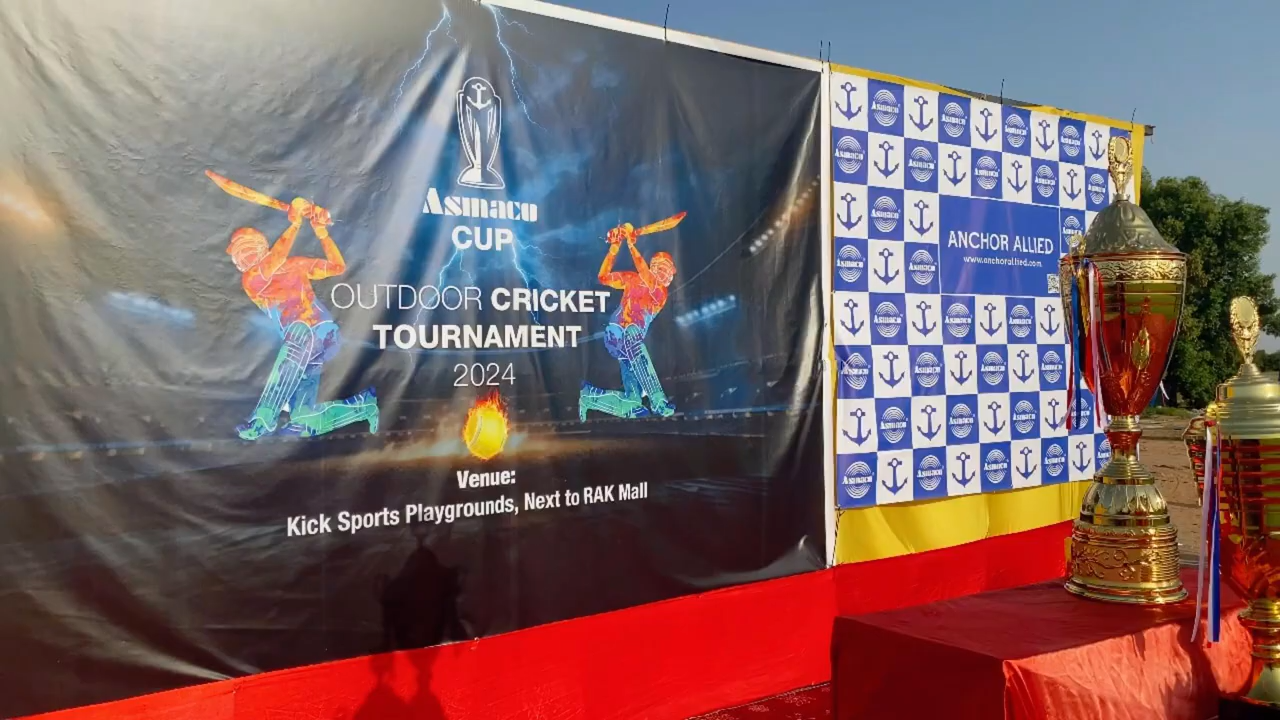 Asmaco
CUP
OUTDOOR CRICKET
TOURNAMENT
2024
Venue:
Kick Sports Playgrounds, Next to RAK Mall
ANCHOR ALLIED
www.anchorallied.com
Asmaco